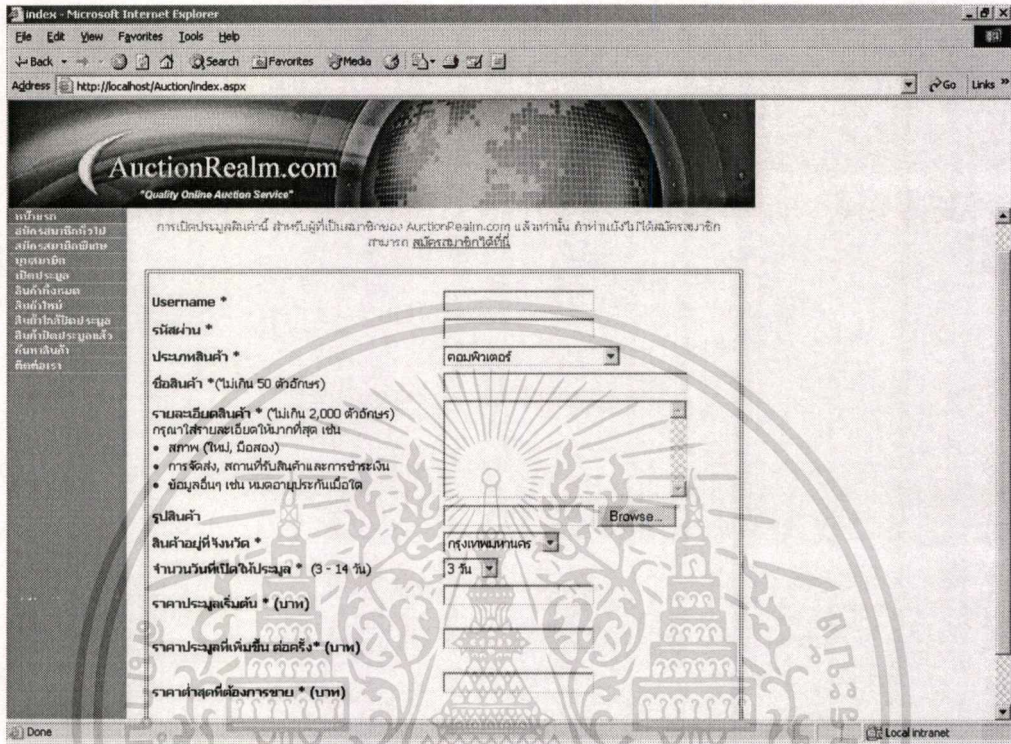 index - Microsoft Internet Explorer
File Edit View Favorites Tools Help
Back Search Favorites Media
Address http://localhost/Auction/index.aspx Go Links »
AuctionRealm.com
"Quality Online Auction Service"
หน้าแรก
สมัครสมาชิกทั่วไป
สมัครสมาชิกพิเศษ
มุมสมาชิก
เปิดประมูล
สินค้าทั้งหมด
สินค้าใหม่
สินค้าใกล้ปิดประมูล
สินค้าปิดประมูลแล้ว
ค้นหาสินค้า
ติดต่อเรา
การเปิดประมูลสินค้านี้ สำหรับผู้ที่เป็นสมาชิกของ AuctionRealm.com แล้วเท่านั้น ถ้าท่านยังไม่ได้สมัครสมาชิก
สามารถ สมัครสมาชิกได้ที่นี่
Username *
รหัสผ่าน *
ประเภทสินค้า * คอมพิวเตอร์
ชื่อสินค้า *(ไม่เกิน 50 ตัวอักษร)
รายละเอียดสินค้า * (ไม่เกิน 2,000 ตัวอักษร)
กรุณาใส่รายละเอียดให้มากที่สุด เช่น
• สภาพ (ใหม่, มือสอง)
• การจัดส่ง, สถานที่รับสินค้าและการชำระเงิน
• ข้อมูลอื่นๆ เช่น หมดอายุประกันเมื่อใด
รูปสินค้า Browse...
สินค้าอยู่ที่จังหวัด * กรุงเทพมหานคร
จำนวนวันที่เปิดให้ประมูล * (3 - 14 วัน) 3 วัน
ราคาประมูลเริ่มต้น * (บาท)
ราคาประมูลที่เพิ่มขึ้น ต่อครั้ง* (บาท)
ราคาต่ำสุดที่ต้องการขาย * (บาท)
Done Local intranet